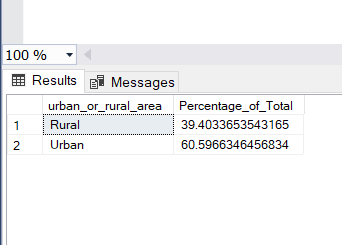 100 %
Results Messages
urban_or_rural_area Percentage_of_Total
1 Rural 39.4033653543165
2 Urban 60.5966346456834